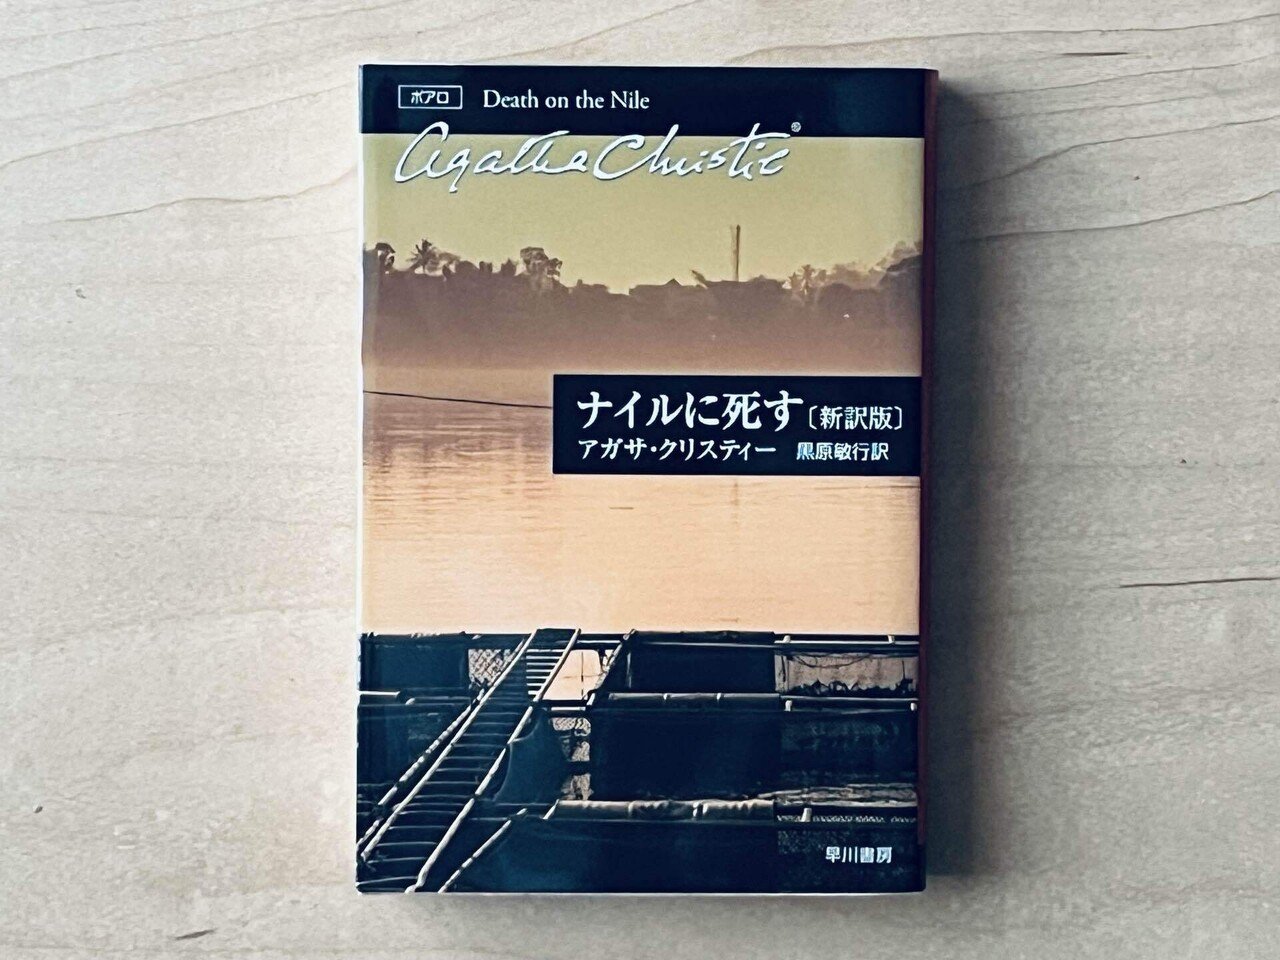 ポアロ Death on the Nile
Agatha Christie®
ナイルに死す〔新訳版〕
アガサ・クリスティー 黒原敏行訳
早川書房